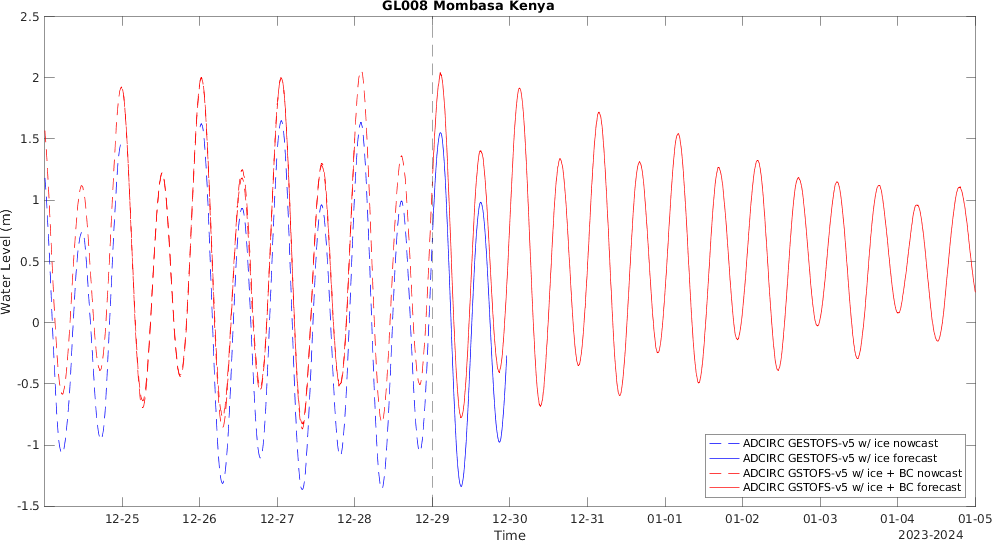 GL008 Mombasa Kenya
2.5
2
1.5
1
0.5
0
-0.5
-1
-1.5
Water Level (m)
ADCIRC GESTOFS-v5 w/ ice nowcast
ADCIRC GESTOFS-v5 w/ ice forecast
ADCIRC GSTOFS-v5 w/ ice + BC nowcast
ADCIRC GSTOFS-v5 w/ ice + BC forecast
12-25 12-26 12-27 12-28 12-29 12-30 12-31 01-01 01-02 01-03 01-04 01-05
Time
2023-2024